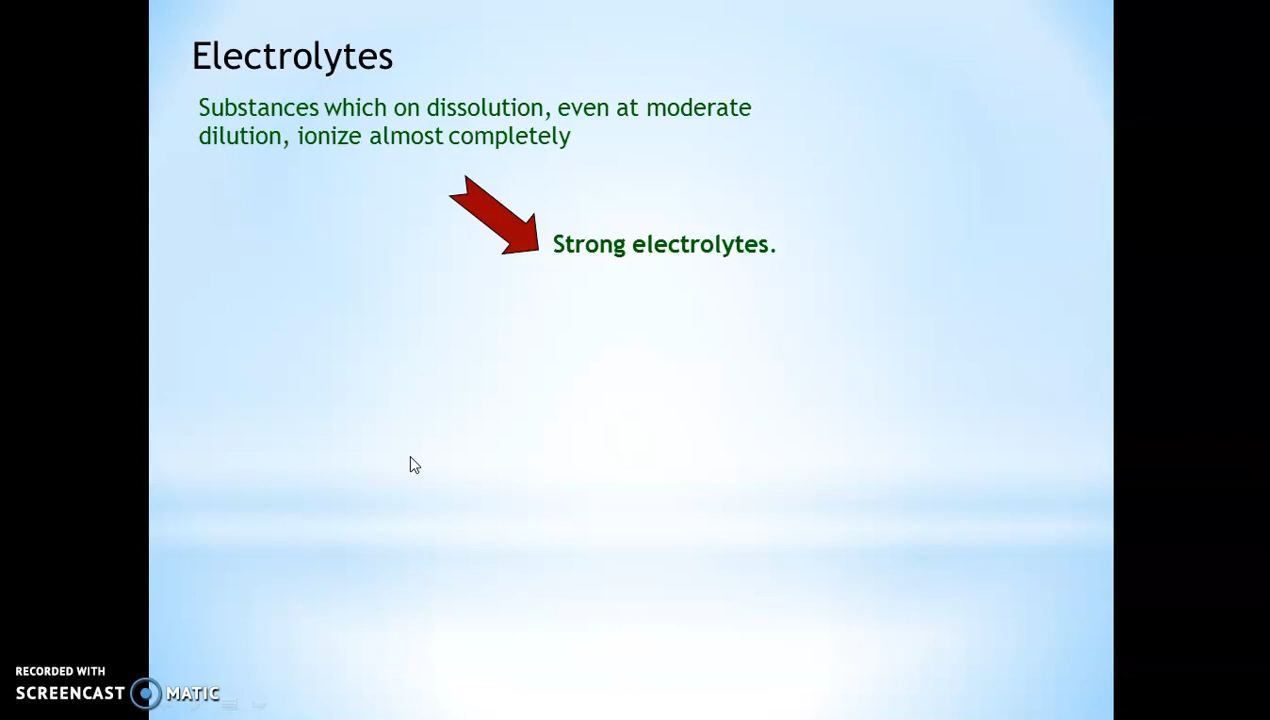 Electrolytes
Substances which on dissolution, even at moderate
dilution, ionize almost completely
Strong electrolytes.
RECORDED WITH
SCREENCAST MATIC